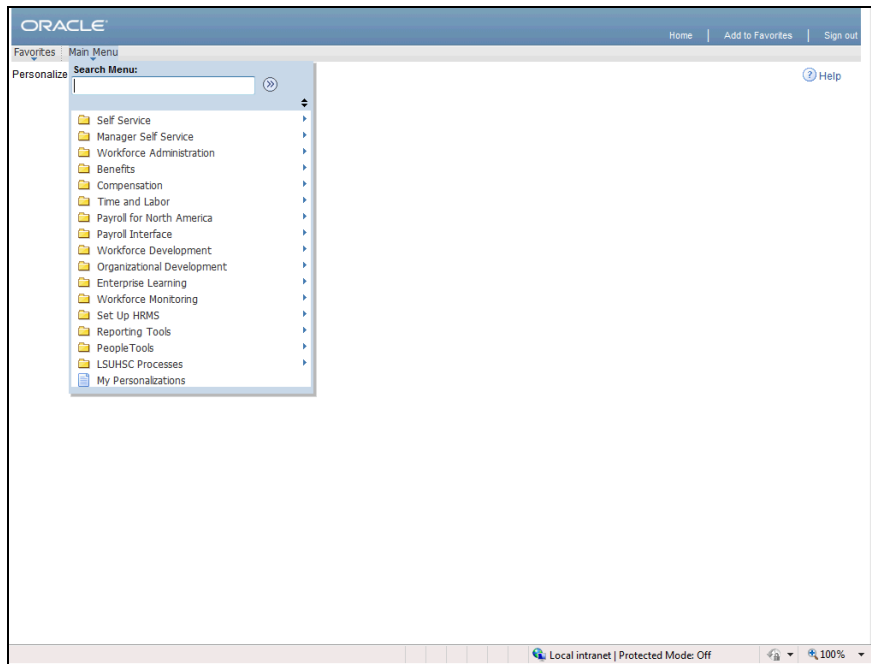 ORACLE
Home | Add to Favorites | Sign out
Favorites Main Menu
Personalize
Search Menu:
Help
Self Service
Manager Self Service
Workforce Administration
Benefits
Compensation
Time and Labor
Payroll for North America
Payroll Interface
Workforce Development
Organizational Development
Enterprise Learning
Workforce Monitoring
Set Up HRMS
Reporting Tools
PeopleTools
LSUHSC Processes
My Personalizations
Local intranet | Protected Mode: Off 100%